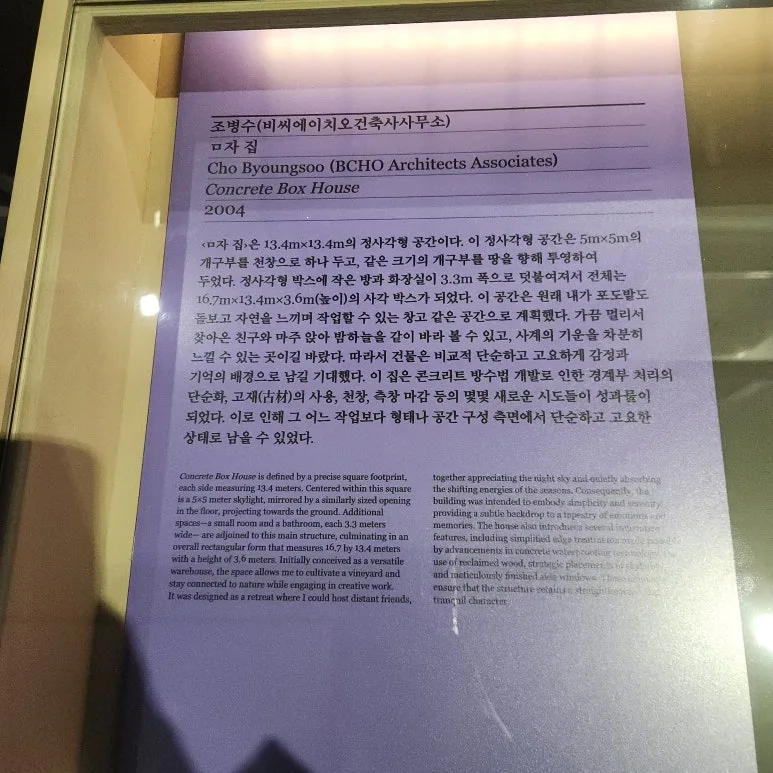 조병수(비씨에이치오건축사사무소)
ㅁ자 집
Cho Byoungsoo (BCHO Architects Associates)
Concrete Box House
2004
‹ㅁ자 집›은 13.4m×13.4m의 정사각형 공간이다. 이 정사각형 공간은 5m×5m의
개구부를 천창으로 하나 두고, 같은 크기의 개구부를 땅을 향해 투영하여
두었다. 정사각형 박스에 작은 방과 화장실이 3.3m 폭으로 덧붙여져서 전체는
16.7m×13.4m×3.6m(높이)의 사각 박스가 되었다. 이 공간은 원래 내가 포도밭도
돌보고 자연을 느끼며 작업할 수 있는 창고 같은 공간으로 계획했다. 가끔 멀리서
찾아온 친구와 마주 앉아 밤하늘을 같이 바라 볼 수 있고, 사계의 기운을 차분히
느낄 수 있는 곳이길 바랐다. 따라서 건물은 비교적 단순하고 고요하게 감정과
기억의 배경으로 남길 기대했다. 이 집은 콘크리트 방수법 개발로 인한 경계부 처리의
단순화, 고재(古材)의 사용, 천창, 측창 마감 등의 몇몇 새로운 시도들이 성과물이
되었다. 이로 인해 그 어느 작업보다 형태나 공간 구성 측면에서 단순하고 고요한
상태로 남을 수 있었다.
Concrete Box House is defined by a precise square footprint,
each side measuring 13.4 meters. Centered within this square
is a 5×5 meter skylight, mirrored by a similarly sized opening
in the floor, projecting towards the ground. Additional
spaces—a small room and a bathroom, each 3.3 meters
wide— are adjoined to this main structure, culminating in an
overall rectangular form that measures 16.7 by 13.4 meters
with a height of 3.6 meters. Initially conceived as a versatile
warehouse, the space allows me to cultivate a vineyard and
stay connected to nature while engaging in creative work.
It was designed as a retreat where I could host distant friends,
together appreciating the night sky and quietly absorbing
the shifting energies of the seasons. Consequently, the
building was intended to embody simplicity and serenity,
providing a subtle backdrop to a tapestry of emotions and
memories. The house also introduces several innovative
features, including simplified edge treatments made possible
by advancements in concrete waterproofing
use of reclaimed wood, strategic placement of
and meticulously finished side windows. These
ensure that the structure retains a straightforward
tranquil character.